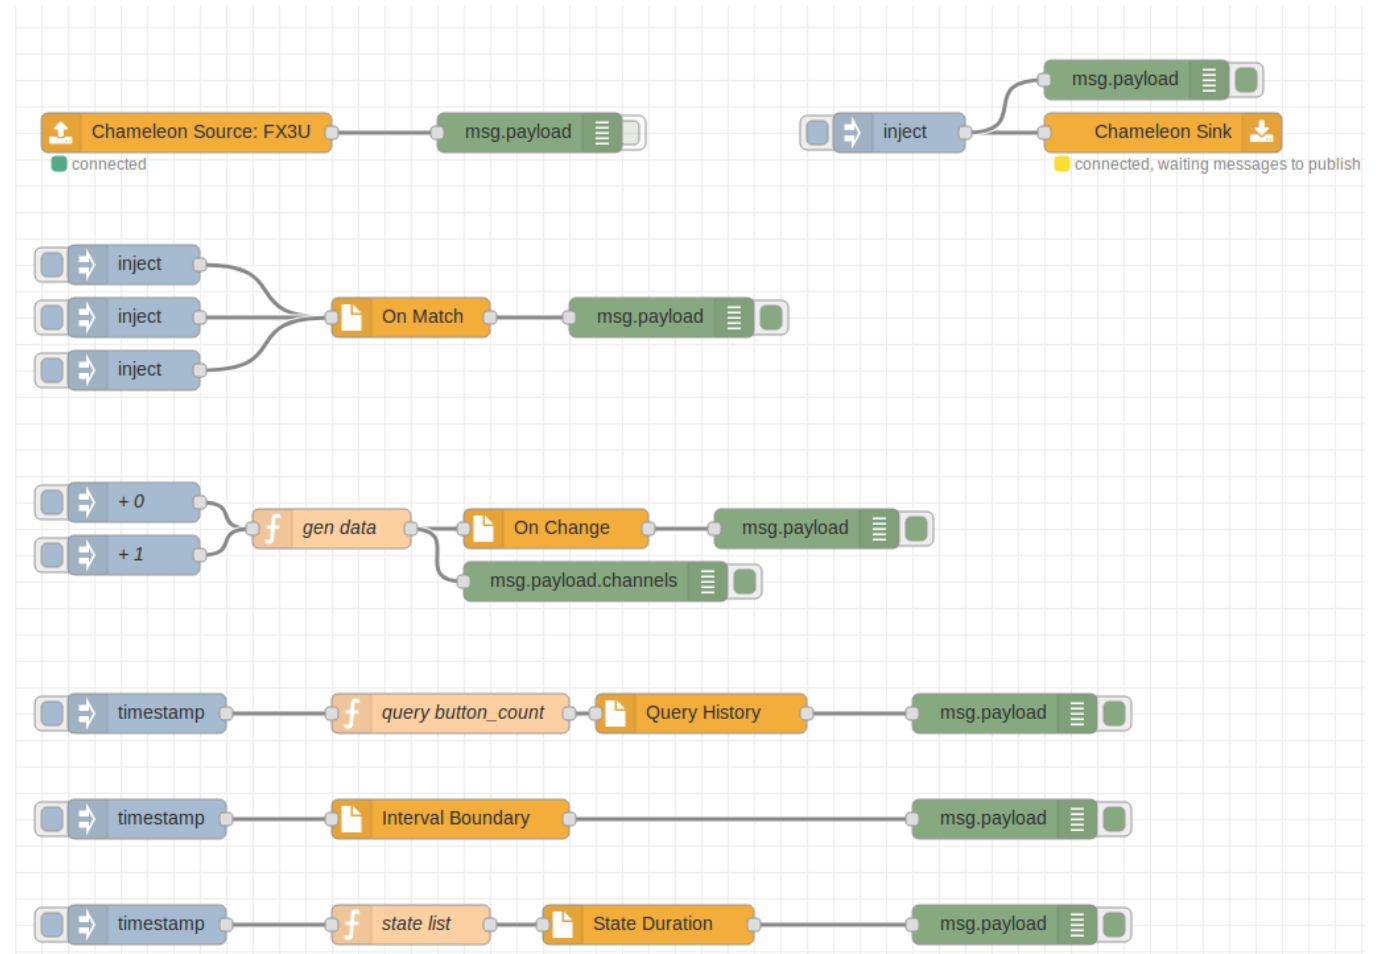 msg.payload
Chameleon Source: FX3U
msg.payload
inject
Chameleon Sink
connected
connected, waiting messages to publish
inject
inject
On Match
msg.payload
inject
+ 0
gen data
On Change
msg.payload
+ 1
msg.payload.channels
timestamp
query button_count
Query History
msg.payload
timestamp
Interval Boundary
msg.payload
timestamp
state list
State Duration
msg.payload